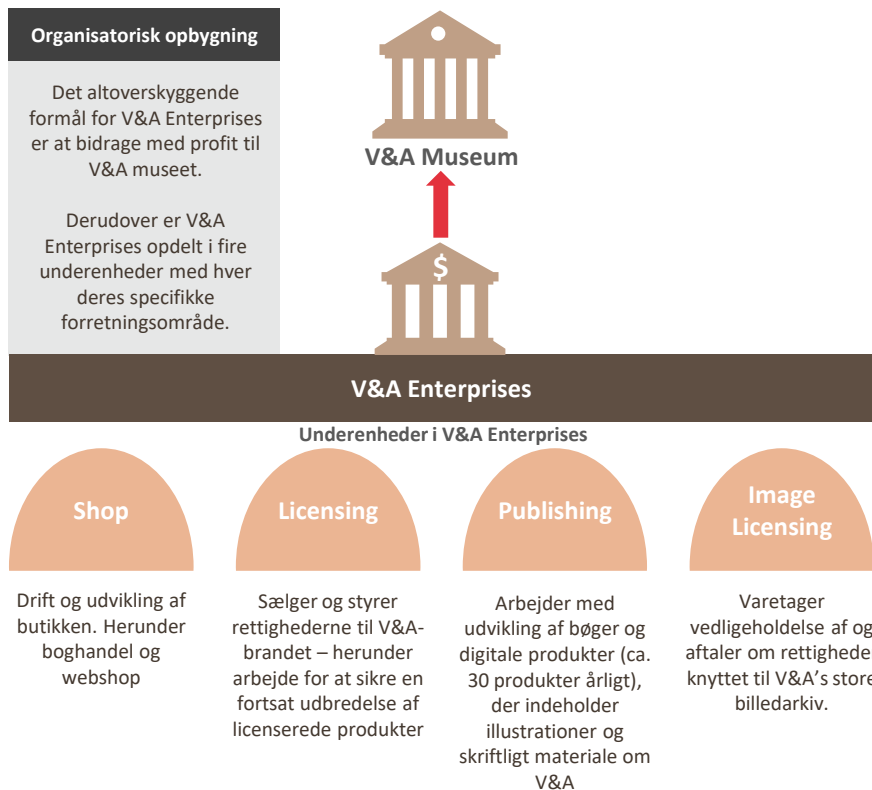 Organisatorisk opbygning
Det altoverskyggende
formål for V&A Enterprises
er at bidrage med profit til
V&A museet.
Derudover er V&A
Enterprises opdelt i fire
underenheder med hver
deres specifikke
forretningsområde.
V&A Museum
$
V&A Enterprises
Underenheder i V&A Enterprises
Shop
Drift og udvikling af
butikken. Herunder
boghandel og
webshop
Licensing
Sælger og styrer
rettighederne til V&A-
brandet – herunder
arbejde for at sikre en
fortsat udbredelse af
licenserede produkter
Publishing
Arbejder med
udvikling af bøger og
digitale produkter (ca.
30 produkter årligt),
der indeholder
illustrationer og
skriftligt materiale om
V&A
Image
Licensing
Varetager
vedligeholdelse af og
aftaler om rettighede
knyttet til V&A's store
billedarkiv.